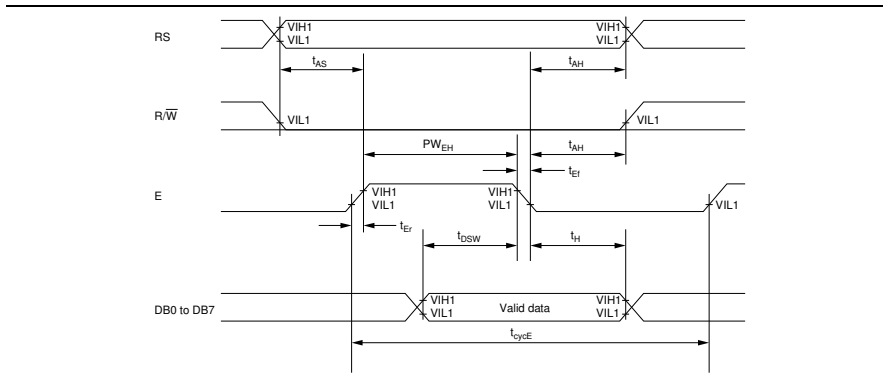 RS
VIH1
VIL1
VIH1
VIL1
tAS
tAH
R/W̅
VIL1
VIL1
PWEH
tAH
tEf
E
VIH1
VIL1
VIH1
VIL1
VIL1
tEr
tDSW
tH
DB0 to DB7
VIH1
VIL1
Valid data
VIH1
VIL1
tcycE